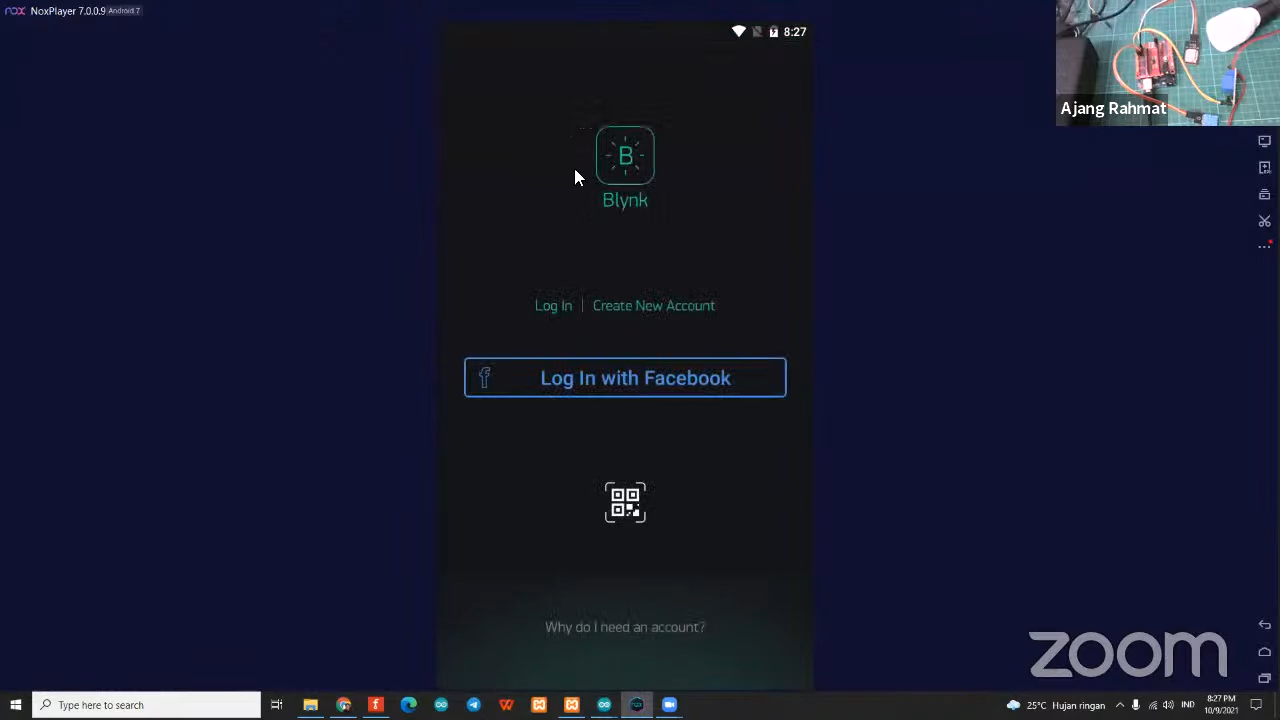 nox NoxPlayer 7.0.0.9 Android 7
8:27
Ajang Rahmat
B
Blynk
Log In | Create New Account
f Log In with Facebook
Why do I need an account?
zoom
Type here to search
25°C Hujan ringan
IND
8:27 PM
10/9/2021